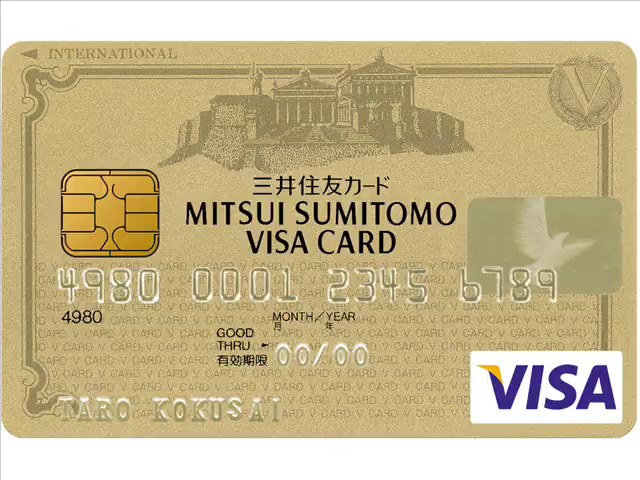 INTERNATIONAL
V
三井住友カード
MITSUI SUMITOMO
VISA CARD
4980 0001 2345 6789
4980
MONTH/YEAR
月 年
GOOD
THRU
有効期限
00/00
TARO KOKUSAI
VISA